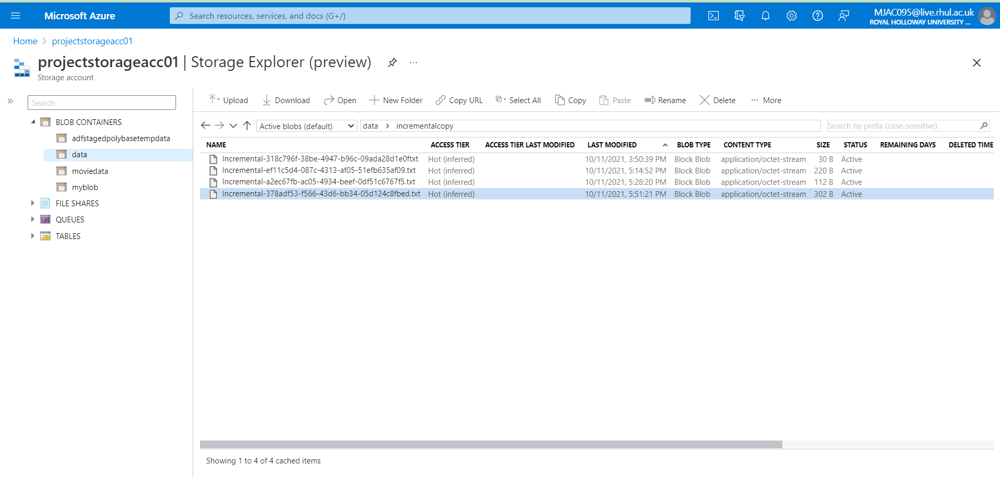 Microsoft Azure
Search resources, services, and docs (G+/)
MJAC095@live.rhul.ac.uk
ROYAL HOLLOWAY UNIVERSITY ...
Home > projectstorageacc01
projectstorageacc01 | Storage Explorer (preview) ...
Storage account
Search
BLOB CONTAINERS
adfstagedpolybasetempdata
data
moviedata
myblob
FILE SHARES
QUEUES
TABLES
Upload Download Open New Folder Copy URL Select All Copy Paste Rename Delete ... More
Active blobs (default) data > incrementalcopy Search by prefix (case-sensitive)
NAME ACCESS TIER ACCESS TIER LAST MODIFIED LAST MODIFIED BLOB TYPE CONTENT TYPE SIZE STATUS REMAINING DAYS DELETED TIME
Incremental-318c796f-38be-4947-b96c-09ada28d1e0ftxt Hot (inferred) 10/11/2021, 3:50:39 PM Block Blob application/octet-stream 30 B Active
Incremental-ef11c5d4-087c-4313-af05-51efb635af09.txt Hot (inferred) 10/11/2021, 5:14:52 PM Block Blob application/octet-stream 220 B Active
Incremental-a2ec67fb-ac05-4934-beef-0df51c6767f5.txt Hot (inferred) 10/11/2021, 5:28:20 PM Block Blob application/octet-stream 112 B Active
Incremental-378adf53-f566-43d6-bb34-05d124c8fbed.txt Hot (inferred) 10/11/2021, 5:51:21 PM Block Blob application/octet-stream 302 B Active
Showing 1 to 4 of 4 cached items